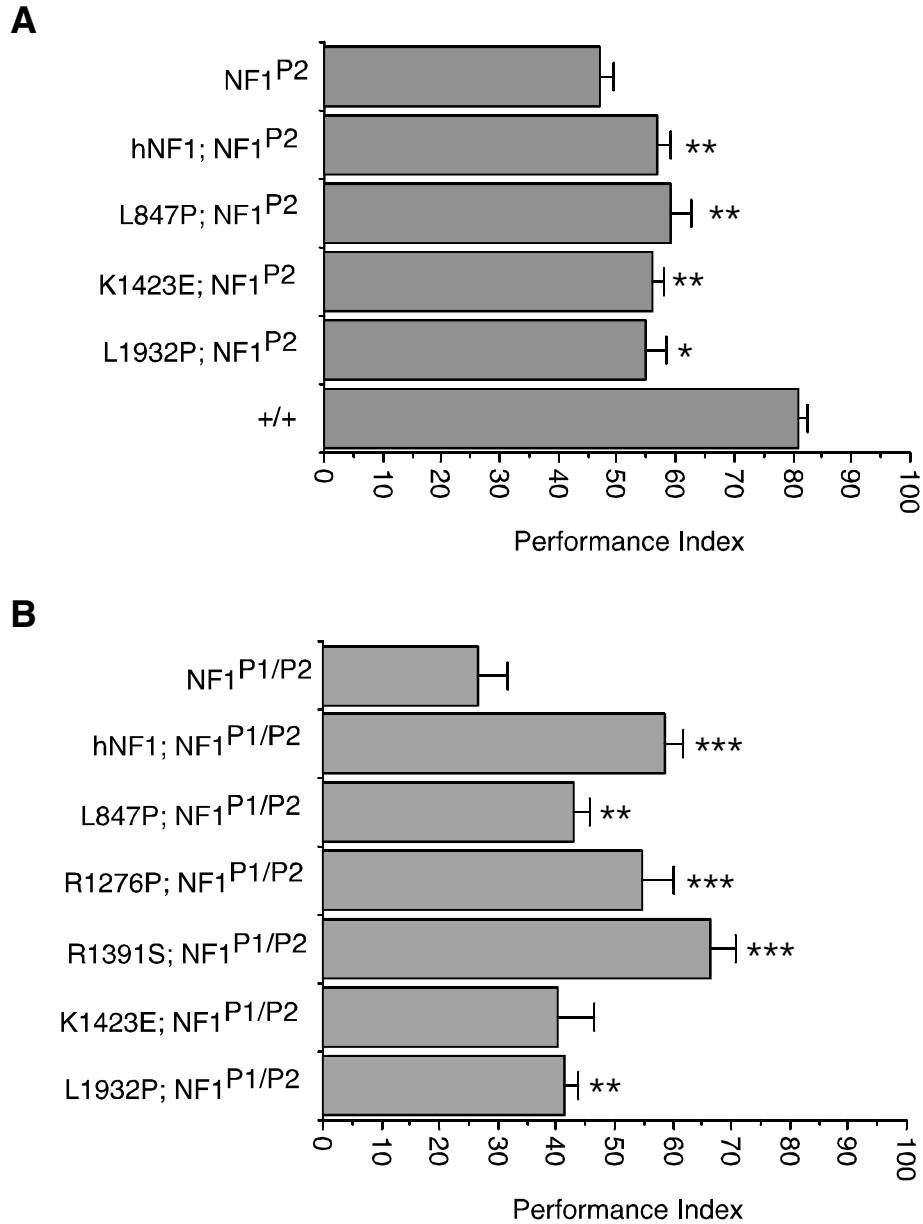 A
NF1P2
hNF1; NF1P2
**
L847P; NF1P2
**
K1423E; NF1P2
**
L1932P; NF1P2
*
+/+
0 10 20 30 40 50 60 70 80 90 100
Performance Index
B
NF1P1/P2
hNF1; NF1P1/P2
***
L847P; NF1P1/P2
**
R1276P; NF1P1/P2
***
R1391S; NF1P1/P2
***
K1423E; NF1P1/P2
L1932P; NF1P1/P2
**
0 10 20 30 40 50 60 70 80 90 100
Performance Index